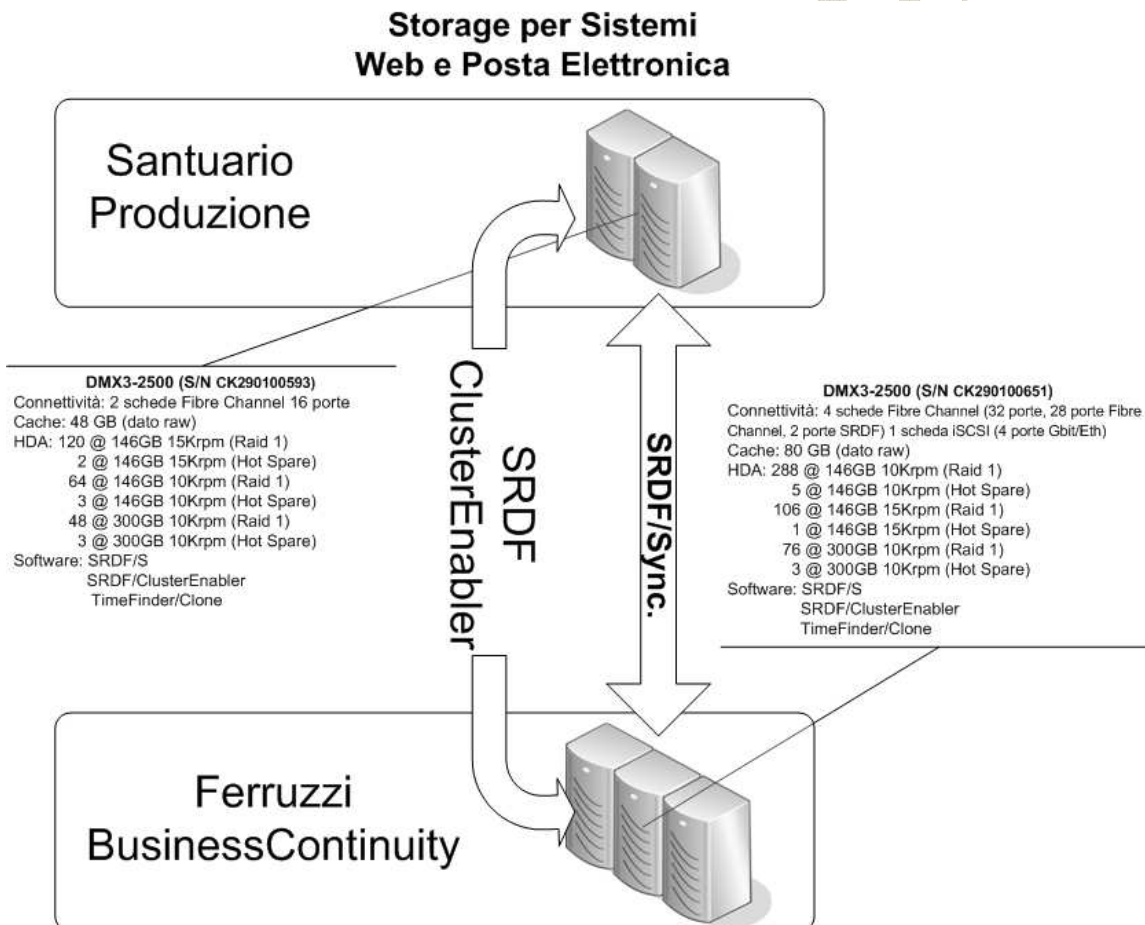 Storage per Sistemi
Web e Posta Elettronica
Santuario
Produzione
DMX3-2500 (S/N CK290100593)
Connettività: 2 schede Fibre Channel 16 porte
Cache: 48 GB (dato raw)
HDA: 120 @ 146GB 15Krpm (Raid 1)
2 @ 146GB 15Krpm (Hot Spare)
64 @ 146GB 10Krpm (Raid 1)
3 @ 146GB 10Krpm (Hot Spare)
48 @ 300GB 10Krpm (Raid 1)
3 @ 300GB 10Krpm (Hot Spare)
Software: SRDF/S
SRDF/ClusterEnabler
TimeFinder/Clone
SRDF
ClusterEnabler
SRDF/Sync.
DMX3-2500 (S/N CK290100651)
Connettività: 4 schede Fibre Channel (32 porte, 28 porte Fibre
Channel, 2 porte SRDF) 1 scheda iSCSI (4 porte Gbit/Eth)
Cache: 80 GB (dato raw)
HDA: 288 @ 146GB 10Krpm (Raid 1)
5 @ 146GB 10Krpm (Hot Spare)
106 @ 146GB 15Krpm (Raid 1)
1 @ 146GB 15Krpm (Hot Spare)
76 @ 300GB 10Krpm (Raid 1)
3 @ 300GB 10Krpm (Hot Spare)
Software: SRDF/S
SRDF/ClusterEnabler
TimeFinder/Clone
Ferruzzi
BusinessContinuity